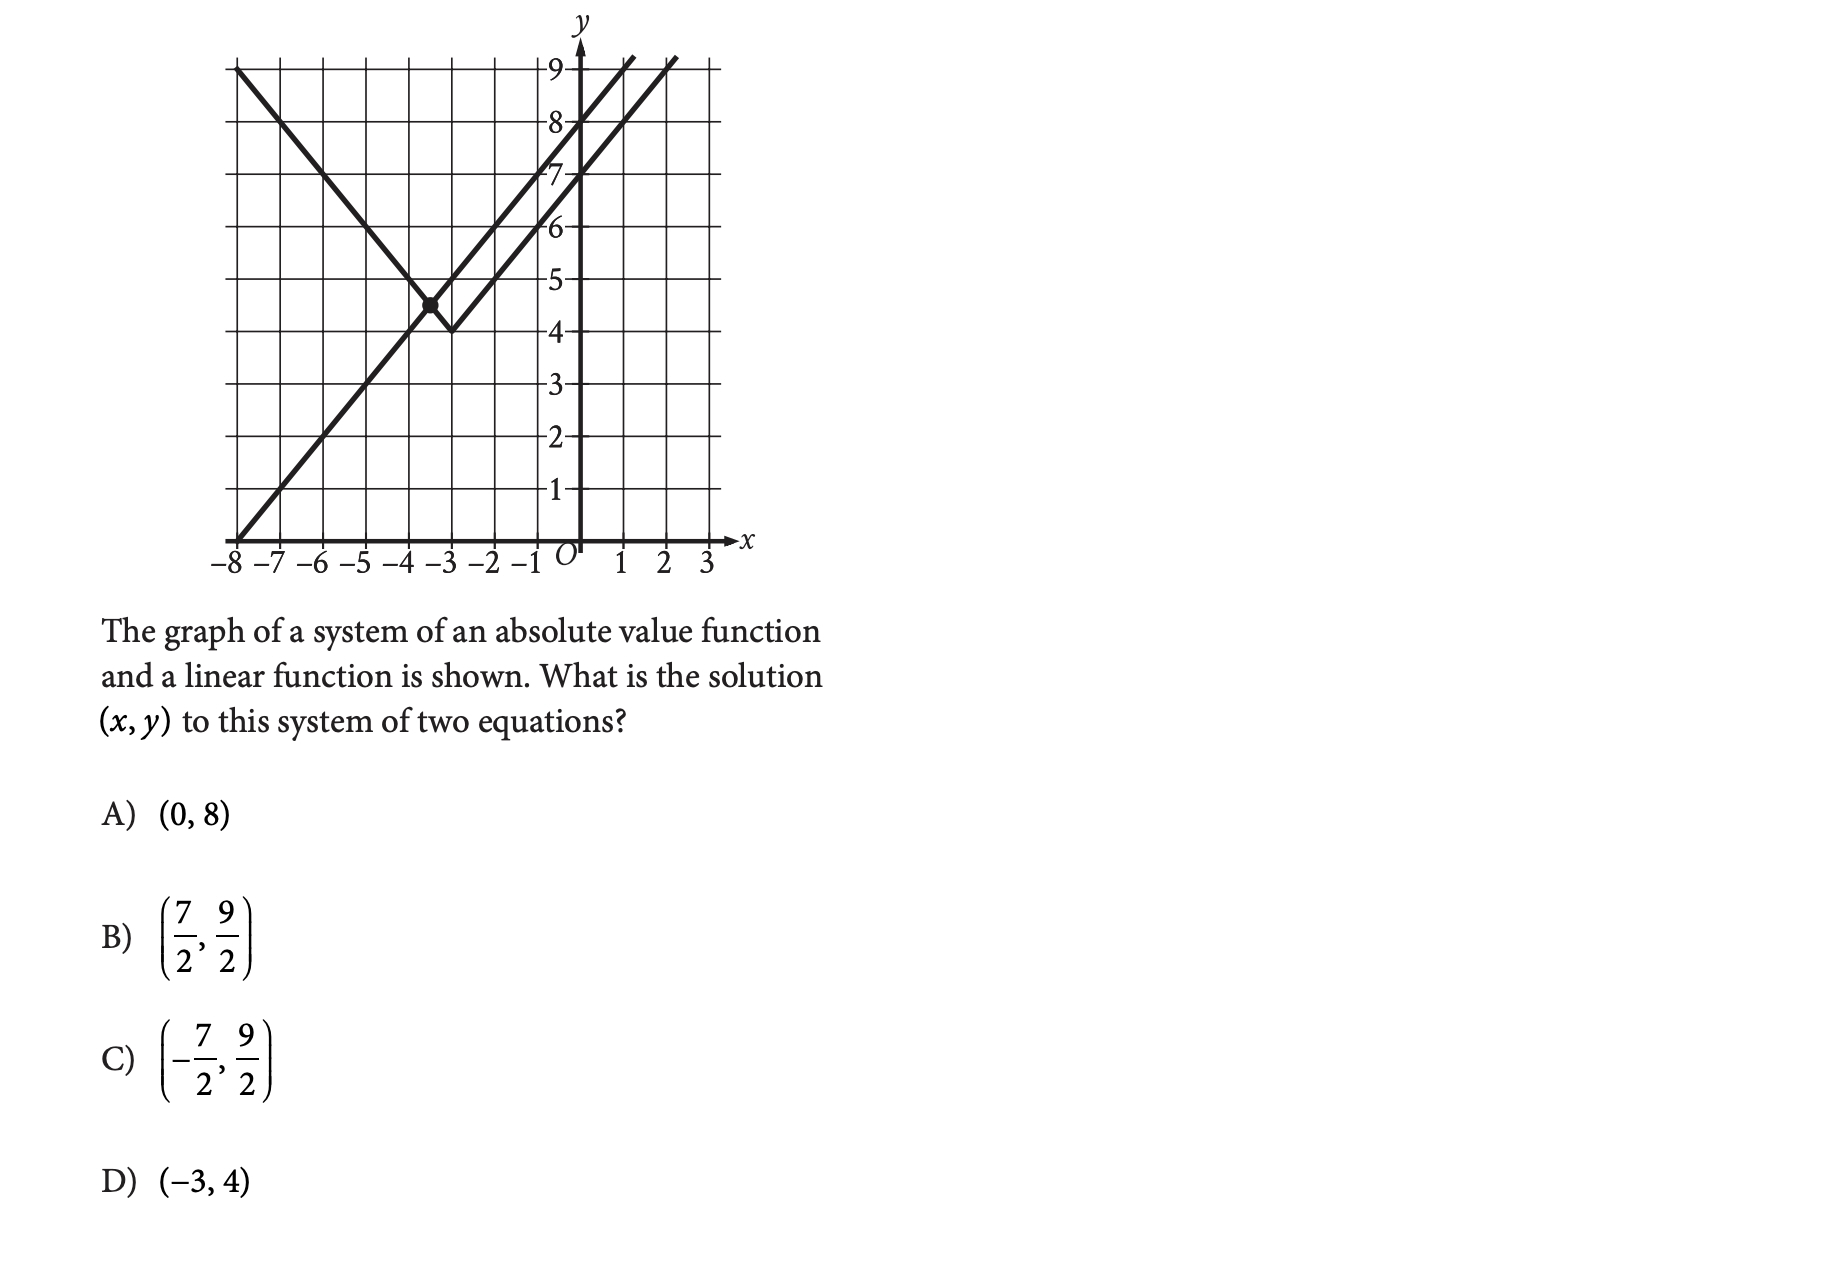 y
9
8
7
6
5
4
3
2
1
x
–8 –7 –6 –5 –4 –3 –2 –1 O 1 2 3
The graph of a system of an absolute value function
and a linear function is shown. What is the solution
(x, y) to this system of two equations?
A) (0, 8)
B) (7/2, 9/2)
C) (–7/2, 9/2)
D) (–3, 4)